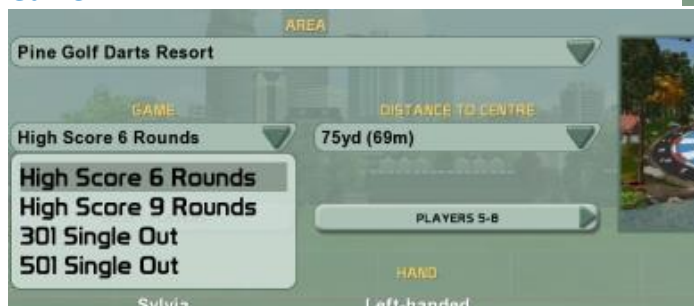 AREA
Pine Golf Darts Resort
GAME
DISTANCE TO CENTRE
High Score 6 Rounds
75yd (69m)
High Score 6 Rounds
High Score 9 Rounds
301 Single Out
501 Single Out
PLAYERS 5-8
HAND
Sylvia
Left-handed